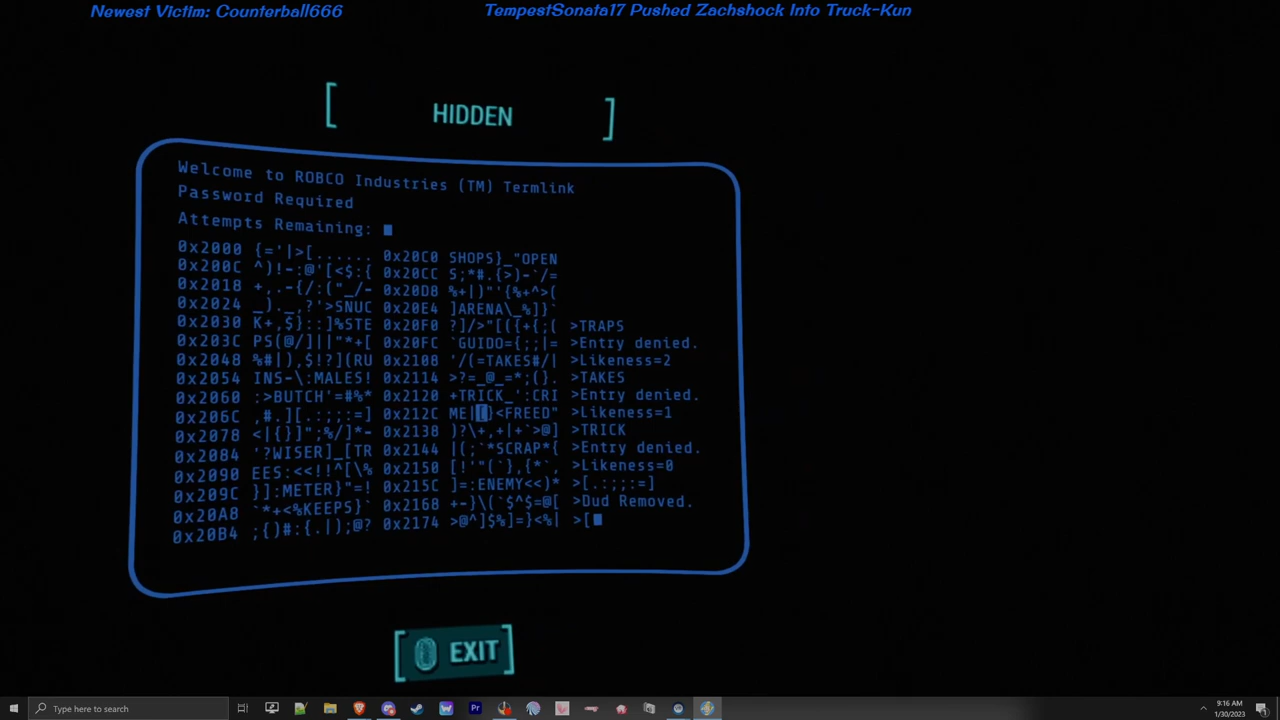 Newest Victim: Counterball666
TempestSonata17 Pushed Zachshock Into Truck-Kun
[ HIDDEN ]
Welcome to ROBCO Industries (TM) Termlink
Password Required
Attempts Remaining: ■
0x2000 {='|>[...... 0x20C0 SHOPS}_"OPEN
0x200C ^)!-:@'[<$:{ 0x20CC S;*#.{>)-`/=
0x2018 +,.-{/:("_/- 0x20D8 %+|)"'{%+^>(
0x2024 _)._,?'>SNUC 0x20E4 ]ARENA\_%]}`
0x2030 K+,$}::]%STE 0x20F0 ?]/>"[({+{;( >TRAPS
0x203C PS(@/]||"*+[ 0x20FC `GUIDO={;;|= >Entry denied.
0x2048 %#|),$!?](RU 0x2108 '/(=TAKES#/| >Likeness=2
0x2054 INS-\:MALES! 0x2114 >?=_@_=*;(}. >TAKES
0x2060 :>BUTCH'=#%* 0x2120 +TRICK_':CRI >Entry denied.
0x206C ,#.][.:;;:=] 0x212C ME|[}<FREED" >Likeness=1
0x2078 <|{}]";%/]*- 0x2138 )?\+,+|+`>@] >TRICK
0x2084 '?WISER]_[TR 0x2144 |(;`*SCRAP*{ >Entry denied.
0x2090 EES:<<!!^[\% 0x2150 [!'"(`},{*`, >Likeness=0
0x209C }]:METER}"=! 0x215C ]=:ENEMY<<)* >[.:;;:=]
0x20A8 `*+<%KEEPS}` 0x2168 +-}\(`$^$=@[ >Dud Removed.
0x20B4 ;{)#:{.|);@? 0x2174 >@^]$%]=}<%| >[■
[ EXIT ]
Type here to search
9:16 AM
1/30/2023